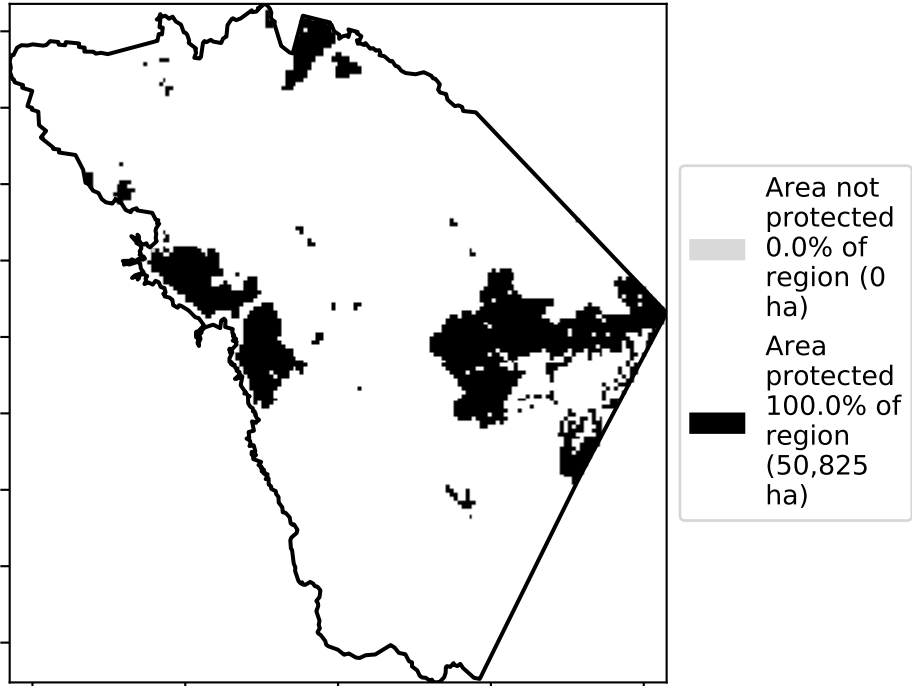 Area not
protected
0.0% of
region (0
ha)
Area
protected
100.0% of
region
(50,825
ha)